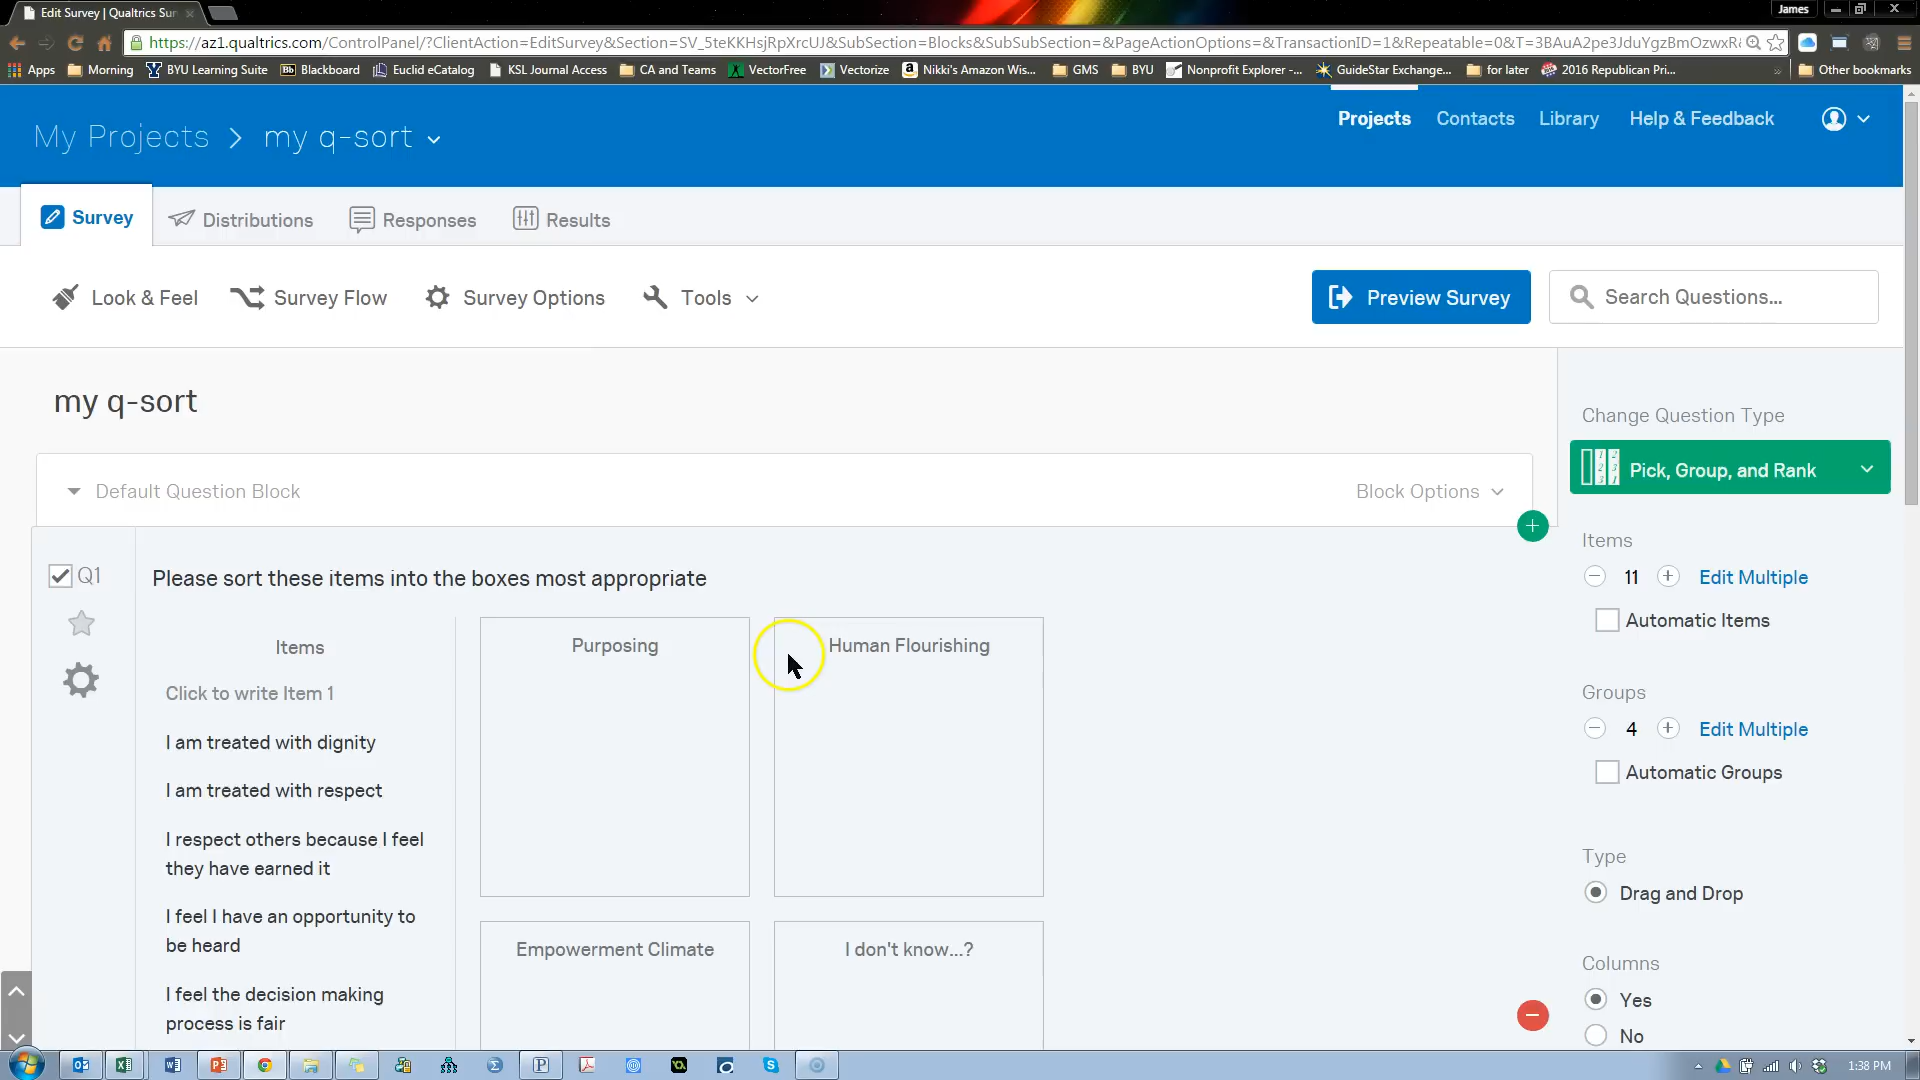 Edit Survey | Qualtrics Sur
James
https://az1.qualtrics.com/ControlPanel/?ClientAction=EditSurvey&Section=SV_5teKKHsjRpXrcUJ&SubSection=Blocks&SubSubSection=&PageActionOptions=&TransactionID=1&Repeatable=0&T=3BAuA2pe3JduYgzBmOzwxR
Apps Morning BYU Learning Suite Blackboard Euclid eCatalog KSL Journal Access CA and Teams VectorFree Vectorize Nikki's Amazon Wis... GMS BYU Nonprofit Explorer -... GuideStar Exchange... for later 2016 Republican Pri... » Other bookmarks
My Projects > my q-sort
Projects Contacts Library Help & Feedback
Survey Distributions Responses Results
Look & Feel Survey Flow Survey Options Tools Preview Survey Search Questions...
my q-sort
Change Question Type
Pick, Group, and Rank
Default Question Block Block Options
Items
11 Edit Multiple
Automatic Items
Q1 Please sort these items into the boxes most appropriate
Items Purposing Human Flourishing
Click to write Item 1
I am treated with dignity
I am treated with respect
I respect others because I feel
they have earned it
I feel I have an opportunity to
be heard
I feel the decision making
process is fair
Empowerment Climate I don't know...?
Groups
4 Edit Multiple
Automatic Groups
Type
Drag and Drop
Columns
Yes
No
1:38 PM